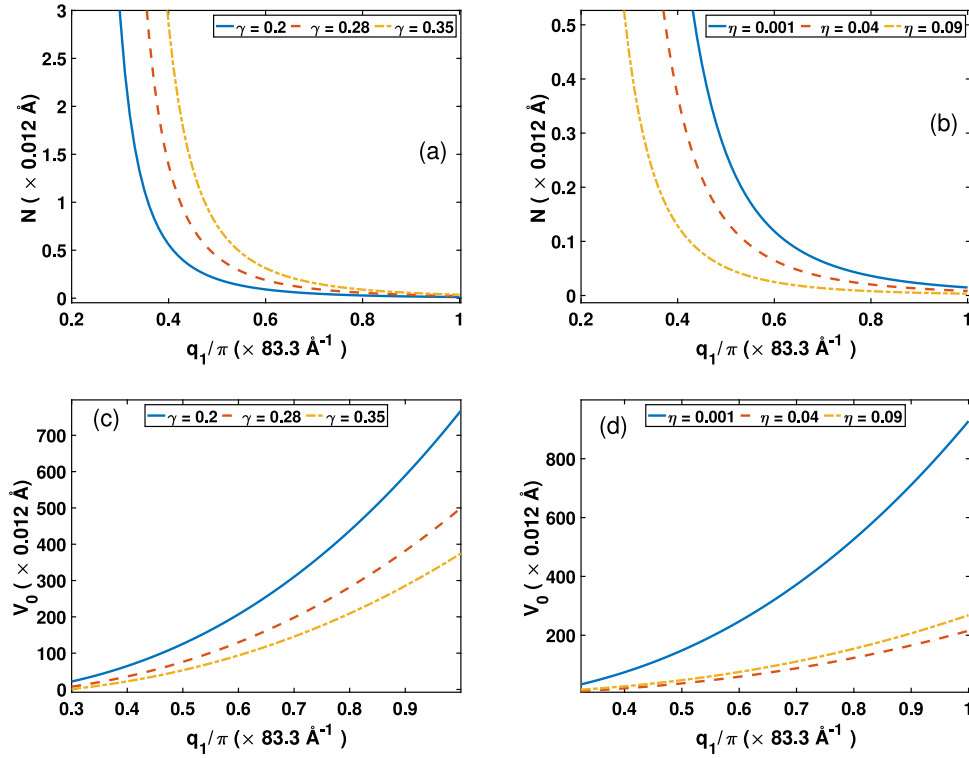 γ = 0.2 γ = 0.28 γ = 0.35
3
2.5
2
1.5
1
0.5
0
N ( × 0.012 Å)
(a)
0.2 0.4 0.6 0.8 1
q1/π (× 83.3 Å-1 )
η = 0.001 η = 0.04 η = 0.09
0.5
0.4
0.3
0.2
0.1
0
N ( × 0.012 Å)
(b)
0.2 0.4 0.6 0.8 1
q1/π (× 83.3 Å-1 )
(c)
γ = 0.2 γ = 0.28 γ = 0.35
700
600
500
400
300
200
100
0
V0 ( × 0.012 Å)
0.3 0.4 0.5 0.6 0.7 0.8 0.9
q1/π (× 83.3 Å-1 )
(d)
η = 0.001 η = 0.04 η = 0.09
800
600
400
200
V0 ( × 0.012 Å)
0.4 0.5 0.6 0.7 0.8 0.9 1
q1/π (× 83.3 Å-1 )